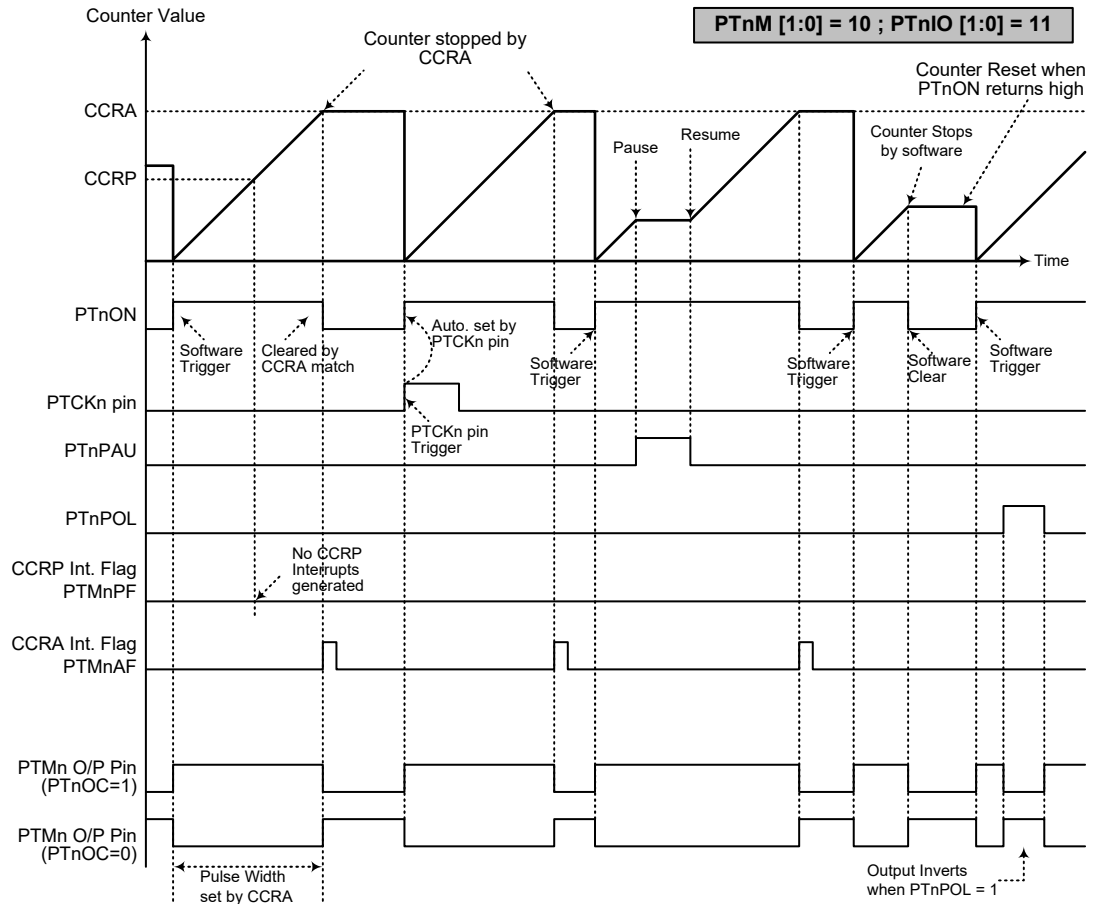 Counter Value
PTnM [1:0] = 10 ; PTnIO [1:0] = 11
Counter stopped by
CCRA
Counter Reset when
PTnON returns high
CCRA
Pause
Resume
Counter Stops
by software
CCRP
Time
PTnON
Software
Trigger
Cleared by
CCRA match
Auto. set by
PTCKn pin
Software
Trigger
Software
Trigger
Software
Clear
Software
Trigger
PTCKn pin
PTCKn pin
Trigger
PTnPAU
PTnPOL
CCRP Int. Flag
PTMnPF
No CCRP
Interrupts
generated
CCRA Int. Flag
PTMnAF
PTMn O/P Pin
(PTnOC=1)
PTMn O/P Pin
(PTnOC=0)
Pulse Width
set by CCRA
Output Inverts
when PTnPOL = 1